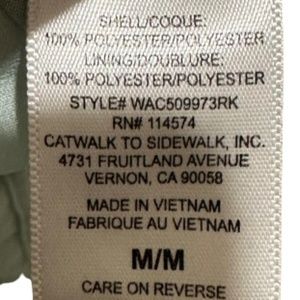 SHELL/COQUE:
100% POLYESTER/POLYESTER
LINING/DOUBLURE:
100% POLYESTER/POLYESTER
STYLE# WAC509973RK
RN# 114574
CATWALK TO SIDEWALK, INC.
4731 FRUITLAND AVENUE
VERNON, CA 90058
MADE IN VIETNAM
FABRIQUE AU VIETNAM
M/M
CARE ON REVERSE